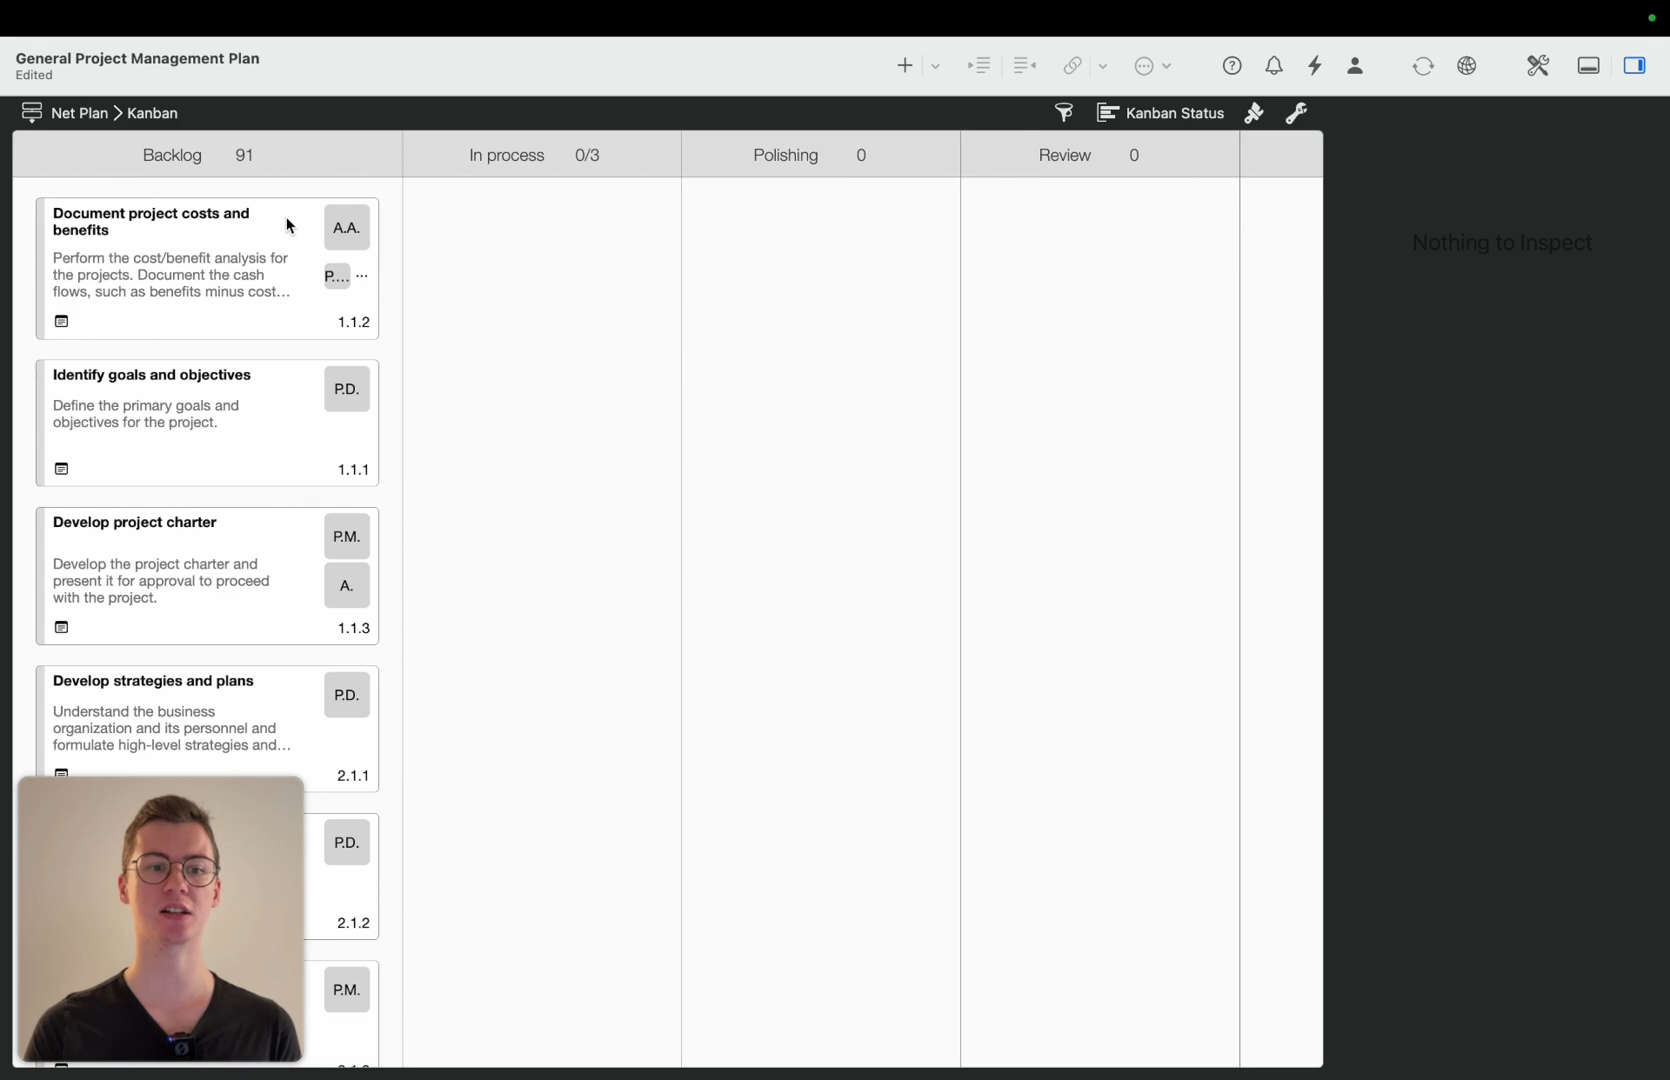 General Project Management Plan
Edited
Net Plan > Kanban
Kanban Status
Backlog 91
In process 0/3
Polishing 0
Review 0
Document project costs and
benefits
A.A.
Perform the cost/benefit analysis for
the projects. Document the cash
flows, such as benefits minus cost...
P.... ...
1.1.2
Identify goals and objectives
P.D.
Define the primary goals and
objectives for the project.
1.1.1
Develop project charter
P.M.
Develop the project charter and
present it for approval to proceed
with the project.
A.
1.1.3
Develop strategies and plans
P.D.
Understand the business
organization and its personnel and
formulate high-level strategies and...
2.1.1
P.D.
2.1.2
P.M.
Nothing to Inspect